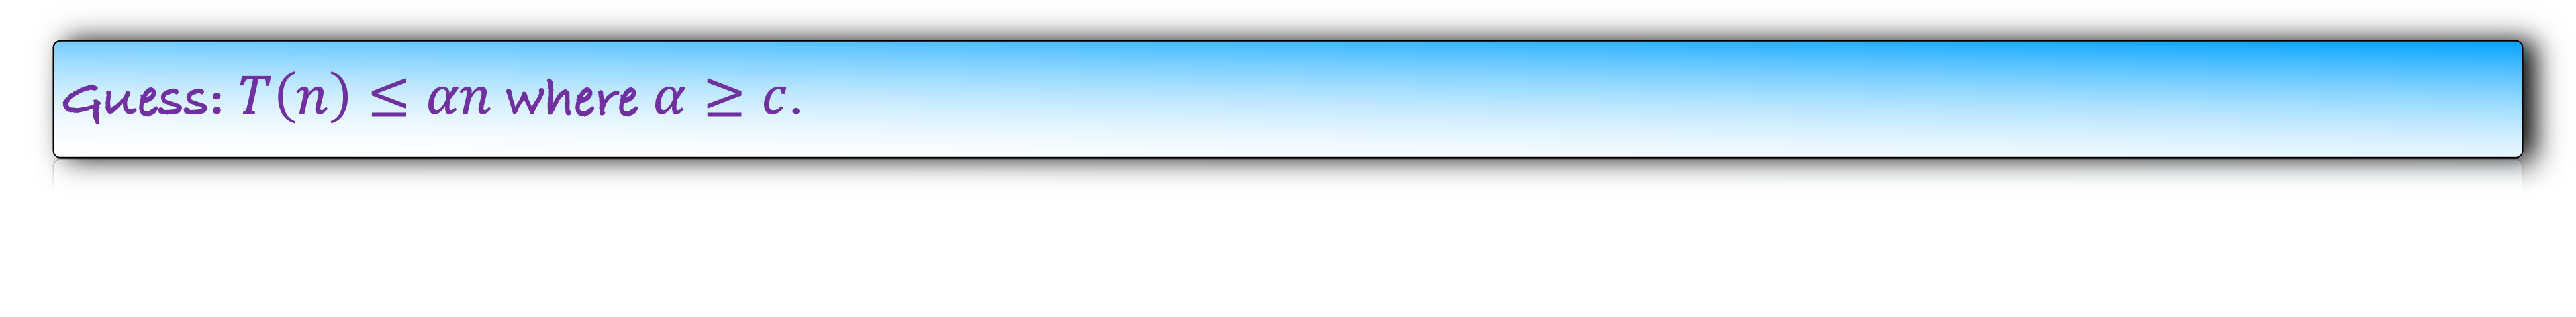 Guess: T(n) ≤ αn where α ≥ c.